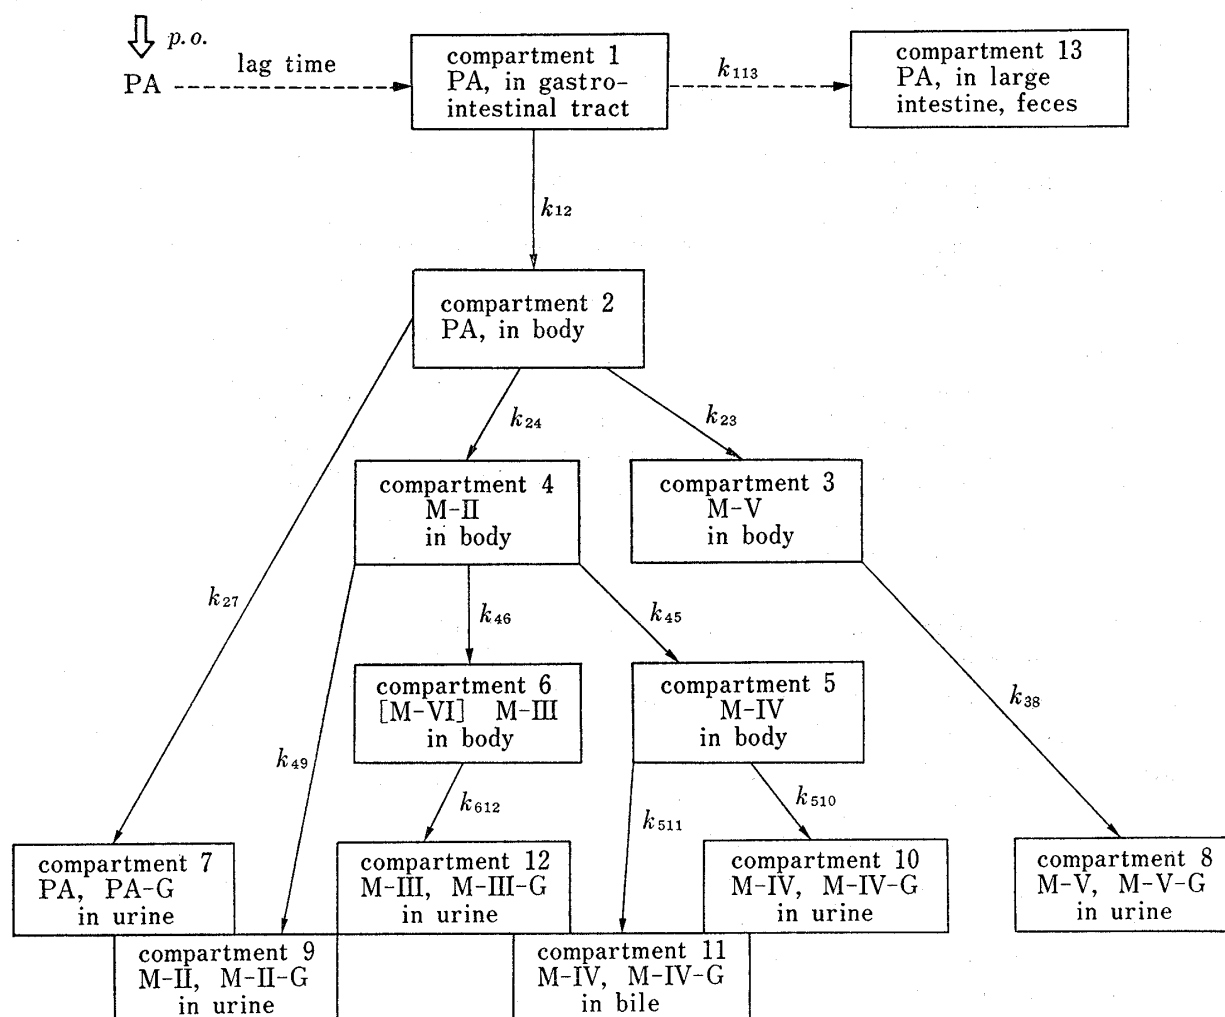 p.o.
PA
lag time
compartment 1
PA, in gastro-
intestinal tract
k113
compartment 13
PA, in large
intestine, feces
k12
compartment 2
PA, in body
k24
k23
compartment 4
M-II
in body
compartment 3
M-V
in body
k27
k46
k45
compartment 6
[M-VI] M-III
in body
compartment 5
M-IV
in body
k38
k49
k612
k511
k510
compartment 7
PA, PA-G
in urine
compartment 12
M-III, M-III-G
in urine
compartment 10
M-IV, M-IV-G
in urine
compartment 8
M-V, M-V-G
in urine
compartment 9
M-II, M-II-G
in urine
compartment 11
M-IV, M-IV-G
in bile